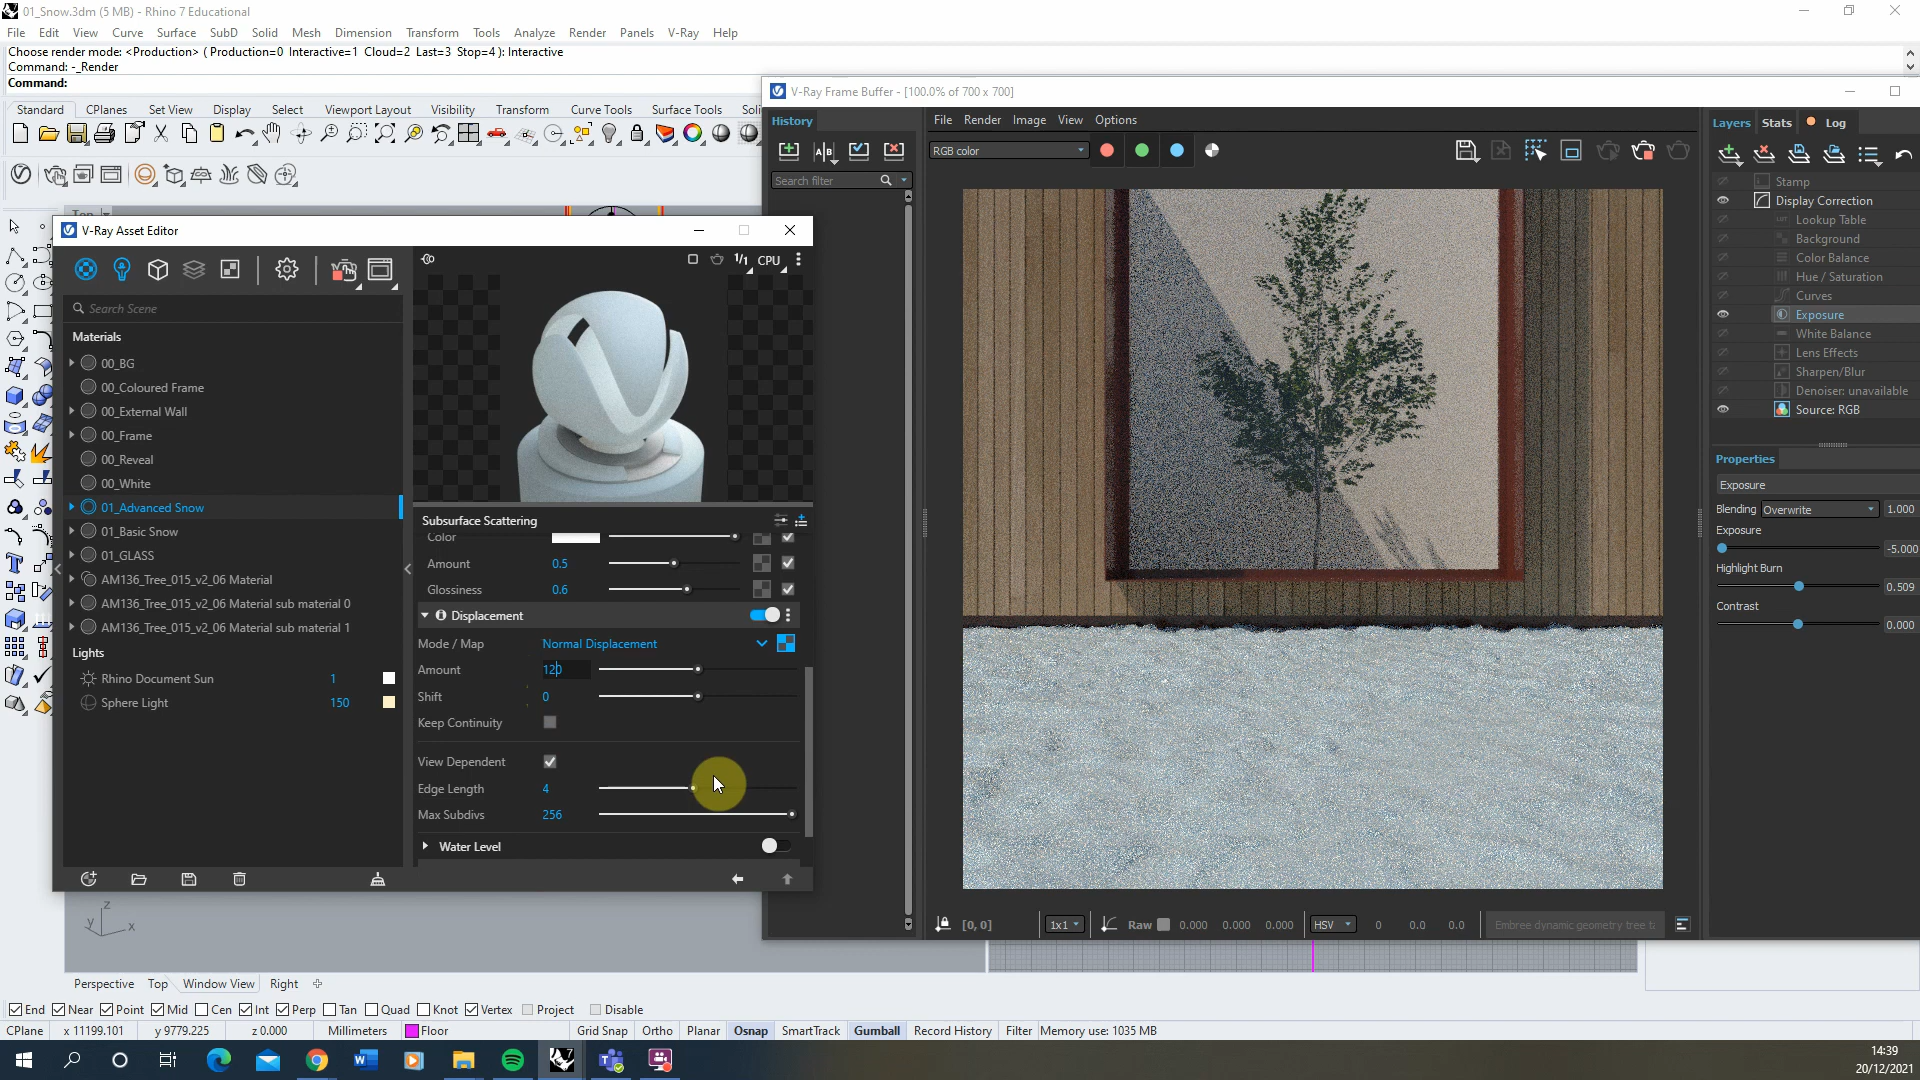 01_Snow.3dm (5 MB) - Rhino 7 Educational
File Edit View Curve Surface SubD Solid Mesh Dimension Transform Tools Analyze Render Panels V-Ray Help
Choose render mode: <Production> ( Production=0 Interactive=1 Cloud=2 Last=3 Stop=4 ): Interactive
Command: -_Render
Command:
Standard CPlanes Set View Display Select Viewport Layout Visibility Transform Curve Tools Surface Tools
V-Ray Frame Buffer - [100.0% of 700 x 700]
History
File Render Image View Options
Layers Stats Log
RGB color
Search filter
Stamp
Display Correction
Lookup Table
Background
Color Balance
Hue / Saturation
Curves
Exposure
White Balance
Lens Effects
Sharpen/Blur
Denoiser: unavailable
Source: RGB
Properties
Exposure
Blending Overwrite 1.000
Exposure
-5.000
Highlight Burn
0.509
Contrast
0.000
[0, 0] 1x1 Raw 0.000 0.000 0.000 HSV 0 0.0 0.0
V-Ray Asset Editor
1/1 CPU
Search Scene
Materials
00_BG
00_Coloured Frame
00_External Wall
00_Frame
00_Reveal
00_White
01_Advanced Snow
01_Basic Snow
01_GLASS
AM136_Tree_015_v2_06 Material
AM136_Tree_015_v2_06 Material sub material 0
AM136_Tree_015_v2_06 Material sub material 1
Lights
Rhino Document Sun 1
Sphere Light 150
Subsurface Scattering
Color
Amount 0.5
Glossiness 0.6
Displacement
Mode / Map Normal Displacement
Amount 120
Shift 0
Keep Continuity
View Dependent
Edge Length 4
Max Subdivs 256
Water Level
z
y x
Perspective Top Window View Right
End Near Point Mid Cen Int Perp Tan Quad Knot Vertex Project Disable
CPlane x 11199.101 y 9779.225 z 0.000 Millimeters Floor Grid Snap Ortho Planar Osnap SmartTrack Gumball Record History Filter Memory use: 1035 MB
14:39
20/12/2021